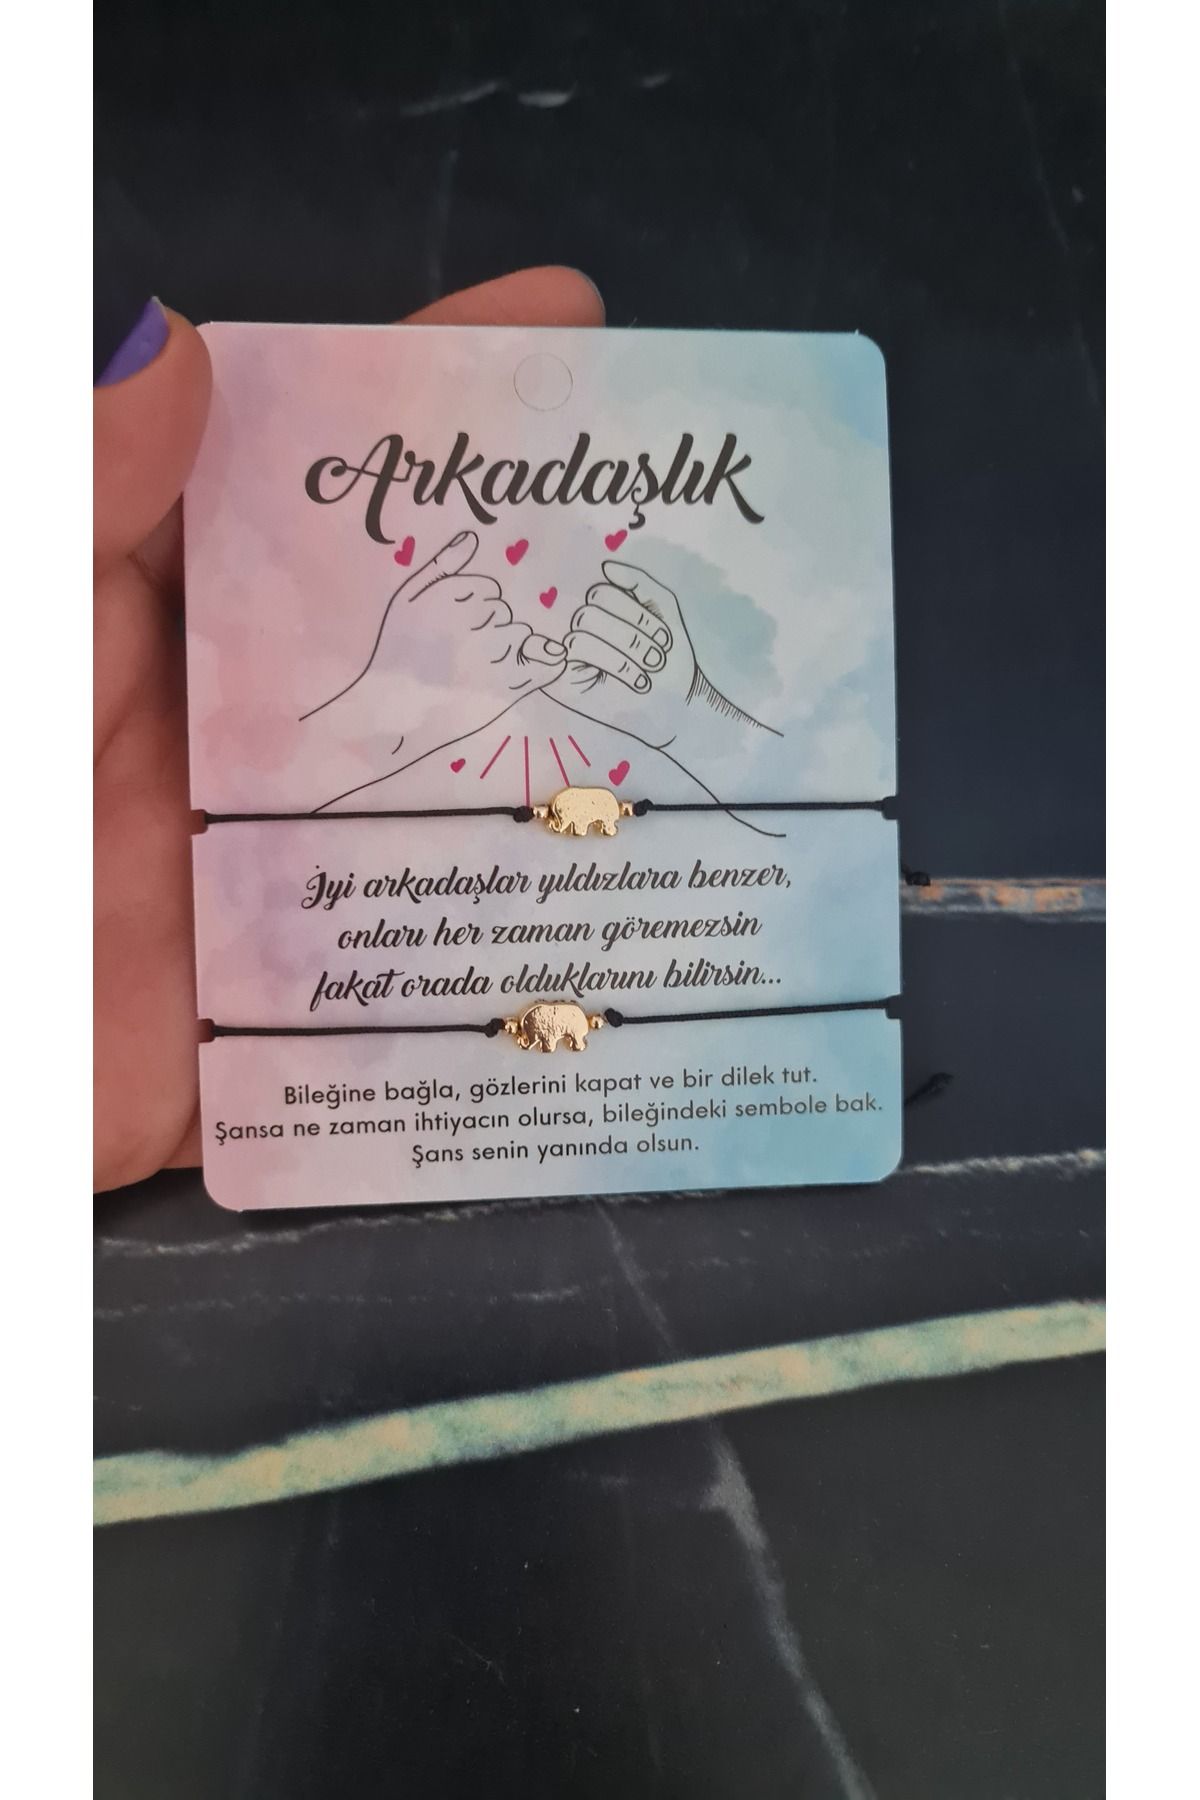 Arkadaşlık
İyi arkadaşlar yıldızlara benzer,
onları her zaman göremezsin
fakat orada olduklarını bilirsin...
Bileğine bağla, gözlerini kapat ve bir dilek tut.
Şansa ne zaman ihtiyacın olursa, bileğindeki sembole bak.
Şans senin yanında olsun.